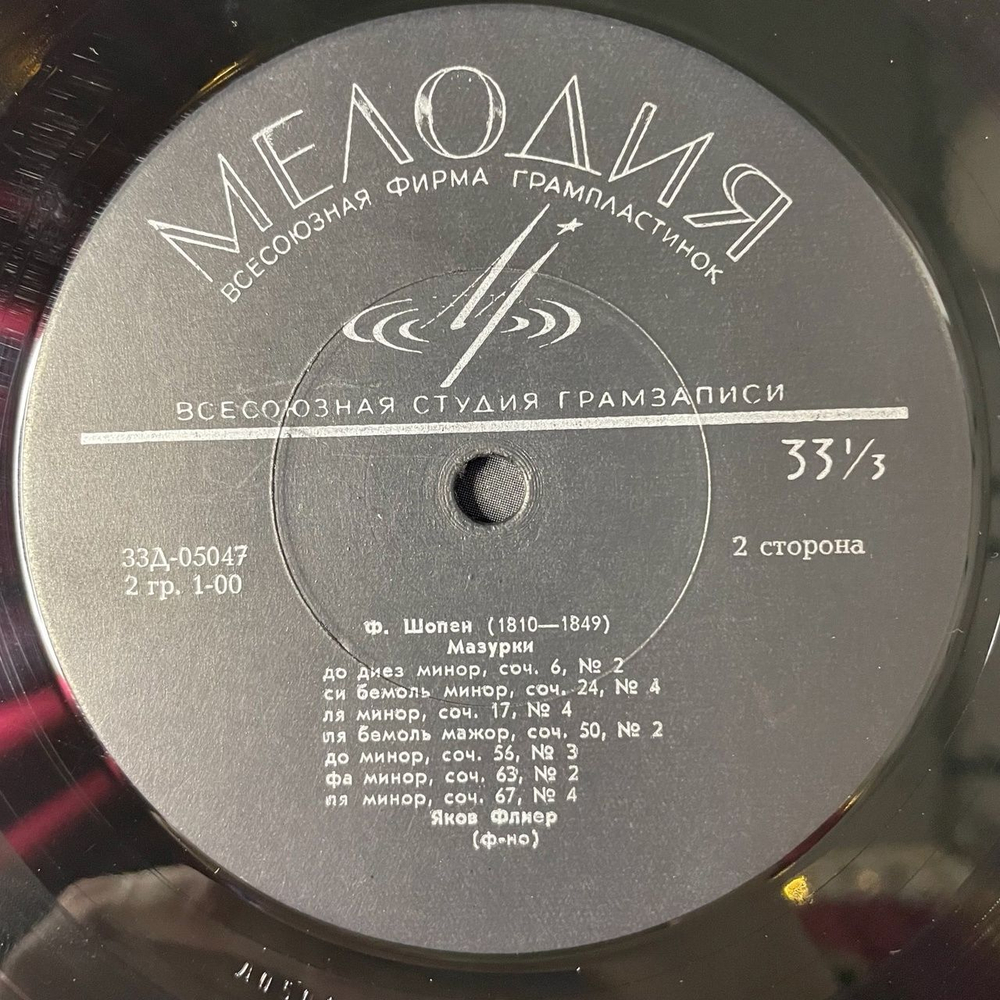 МЕЛОДИЯ
ВСЕСОЮЗНАЯ ФИРМА ГРАМПЛАСТИНОК
ВСЕСОЮЗНАЯ СТУДИЯ ГРАМЗАПИСИ
33⅓
33Д-05047
2 гр. 1-00
2 сторона
Ф. Шопен (1810—1849)
Мазурки
до диез минор, соч. 6, № 2
си бемоль минор, соч. 24, № 4
ля минор, соч. 17, № 4
ля бемоль мажор, соч. 50, № 2
до минор, соч. 56, № 3
фа минор, соч. 63, № 2
ля минор, соч. 67, № 4
Яков Флиер
(ф-но)